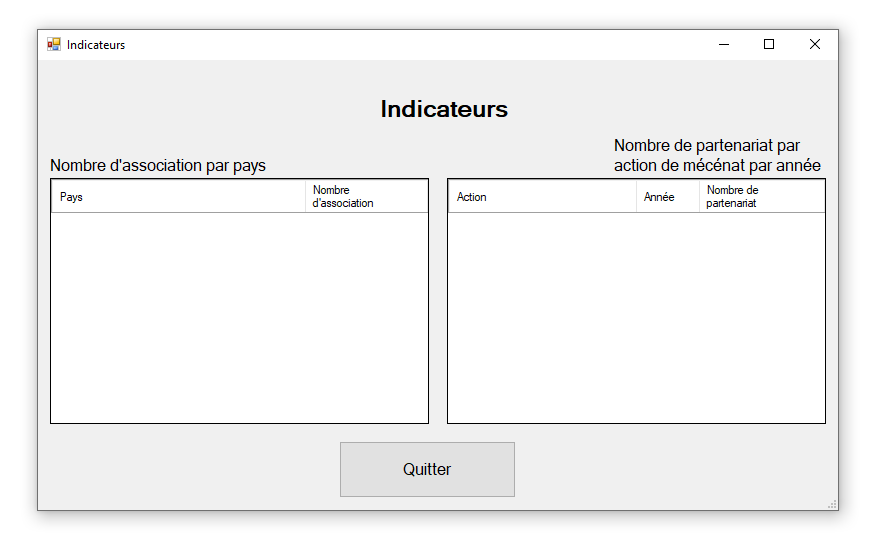 Indicateurs
Indicateurs
Nombre d'association par pays
Nombre de partenariat par
action de mécénat par année
Pays
Nombre
d'association
Action
Année
Nombre de
partenariat
Quitter